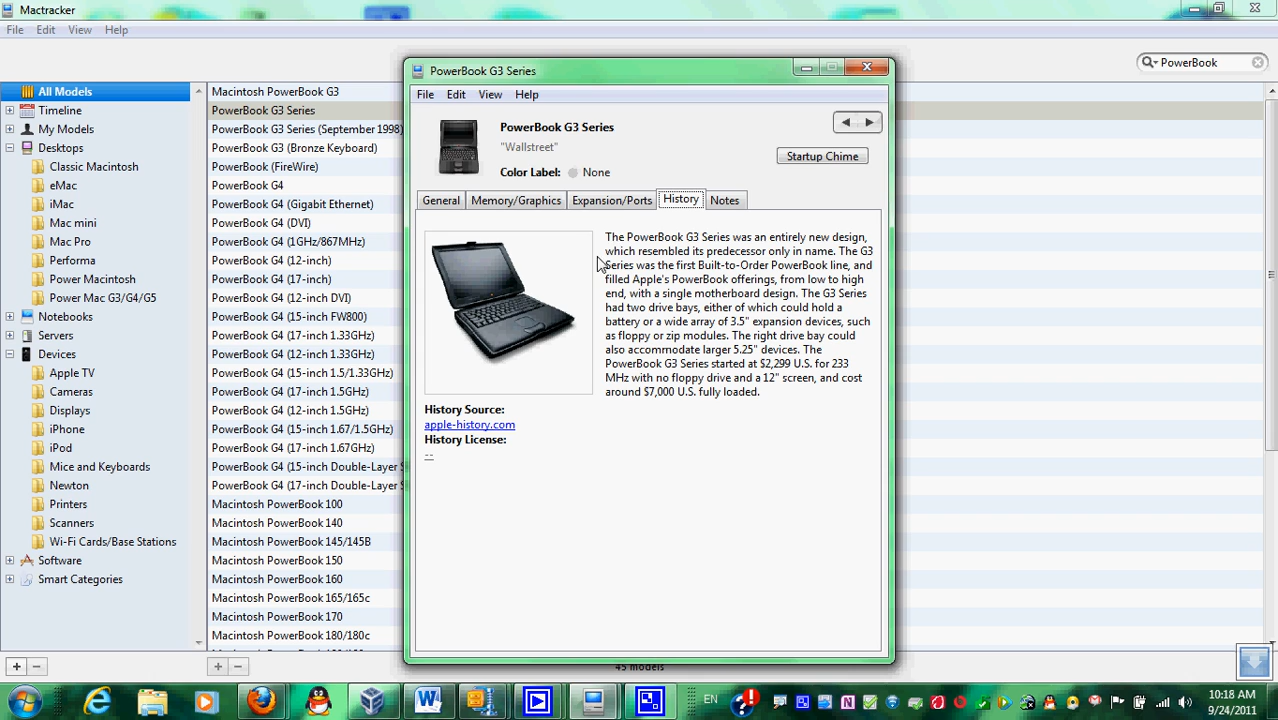 Mactracker
File Edit View Help
PowerBook
All Models
Timeline
My Models
Desktops
Classic Macintosh
eMac
iMac
Mac mini
Mac Pro
Performa
Power Macintosh
Power Mac G3/G4/G5
Notebooks
Servers
Devices
Apple TV
Cameras
Displays
iPhone
iPod
Mice and Keyboards
Newton
Printers
Scanners
Wi-Fi Cards/Base Stations
Software
Smart Categories
Macintosh PowerBook G3
PowerBook G3 Series
PowerBook G3 Series (September 1998)
PowerBook G3 (Bronze Keyboard)
PowerBook (FireWire)
PowerBook G4
PowerBook G4 (Gigabit Ethernet)
PowerBook G4 (DVI)
PowerBook G4 (1GHz/867MHz)
PowerBook G4 (12-inch)
PowerBook G4 (17-inch)
PowerBook G4 (12-inch DVI)
PowerBook G4 (15-inch FW800)
PowerBook G4 (17-inch 1.33GHz)
PowerBook G4 (12-inch 1.33GHz)
PowerBook G4 (15-inch 1.5/1.33GHz)
PowerBook G4 (17-inch 1.5GHz)
PowerBook G4 (12-inch 1.5GHz)
PowerBook G4 (15-inch 1.67/1.5GHz)
PowerBook G4 (17-inch 1.67GHz)
PowerBook G4 (15-inch Double-Layer S
PowerBook G4 (17-inch Double-Layer S
Macintosh PowerBook 100
Macintosh PowerBook 140
Macintosh PowerBook 145/145B
Macintosh PowerBook 150
Macintosh PowerBook 160
Macintosh PowerBook 165/165c
Macintosh PowerBook 170
Macintosh PowerBook 180/180c
PowerBook G3 Series
File Edit View Help
PowerBook G3 Series
"Wallstreet"
Color Label: None
Startup Chime
General Memory/Graphics Expansion/Ports History Notes
The PowerBook G3 Series was an entirely new design,
which resembled its predecessor only in name. The G3
Series was the first Built-to-Order PowerBook line, and
filled Apple's PowerBook offerings, from low to high
end, with a single motherboard design. The G3 Series
had two drive bays, either of which could hold a
battery or a wide array of 3.5" expansion devices, such
as floppy or zip modules. The right drive bay could
also accommodate larger 5.25" devices. The
PowerBook G3 Series started at $2,299 U.S. for 233
MHz with no floppy drive and a 12" screen, and cost
around $7,000 U.S. fully loaded.
History Source:
apple-history.com
History License:
--
45 models
EN
10:18 AM
9/24/2011